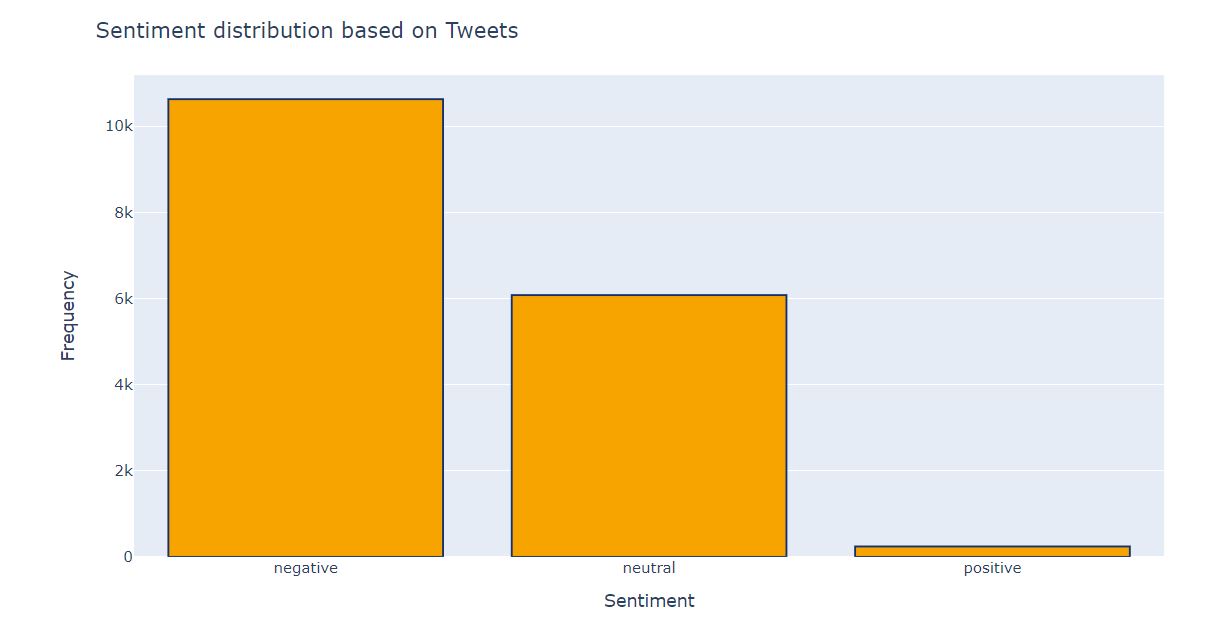 Sentiment distribution based on Tweets
10k
8k
6k
4k
2k
0
Frequency
negative neutral positive
Sentiment